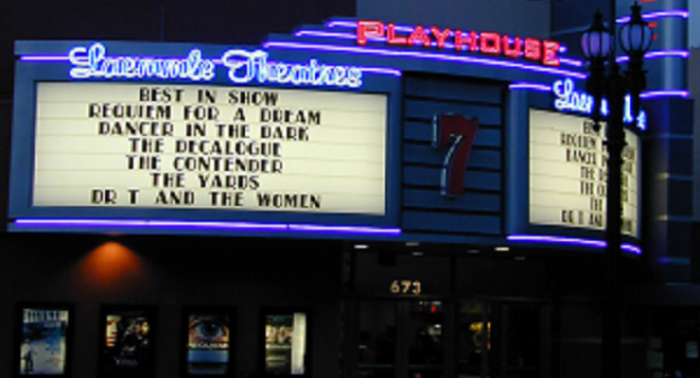 PLAYHOUSE
Laemmle Theatres
BEST IN SHOW
REQUIEM FOR A DREAM
DANCER IN THE DARK
THE DECALOGUE
THE CONTENDER
THE YARDS
DR T AND THE WOMEN
7
673